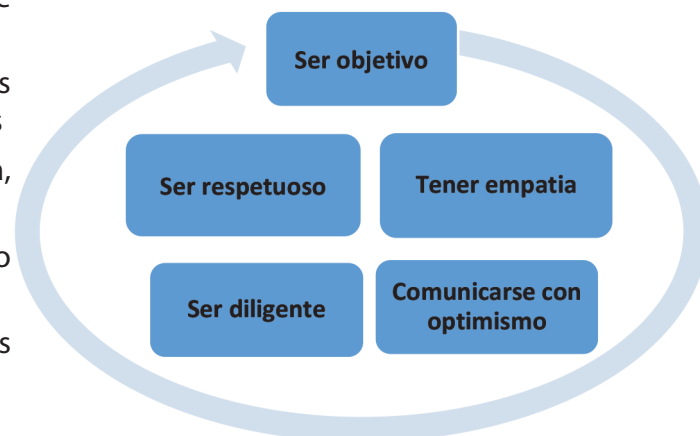 Ser objetivo
Ser respetuoso
Tener empatia
Ser diligente
Comunicarse con
optimismo